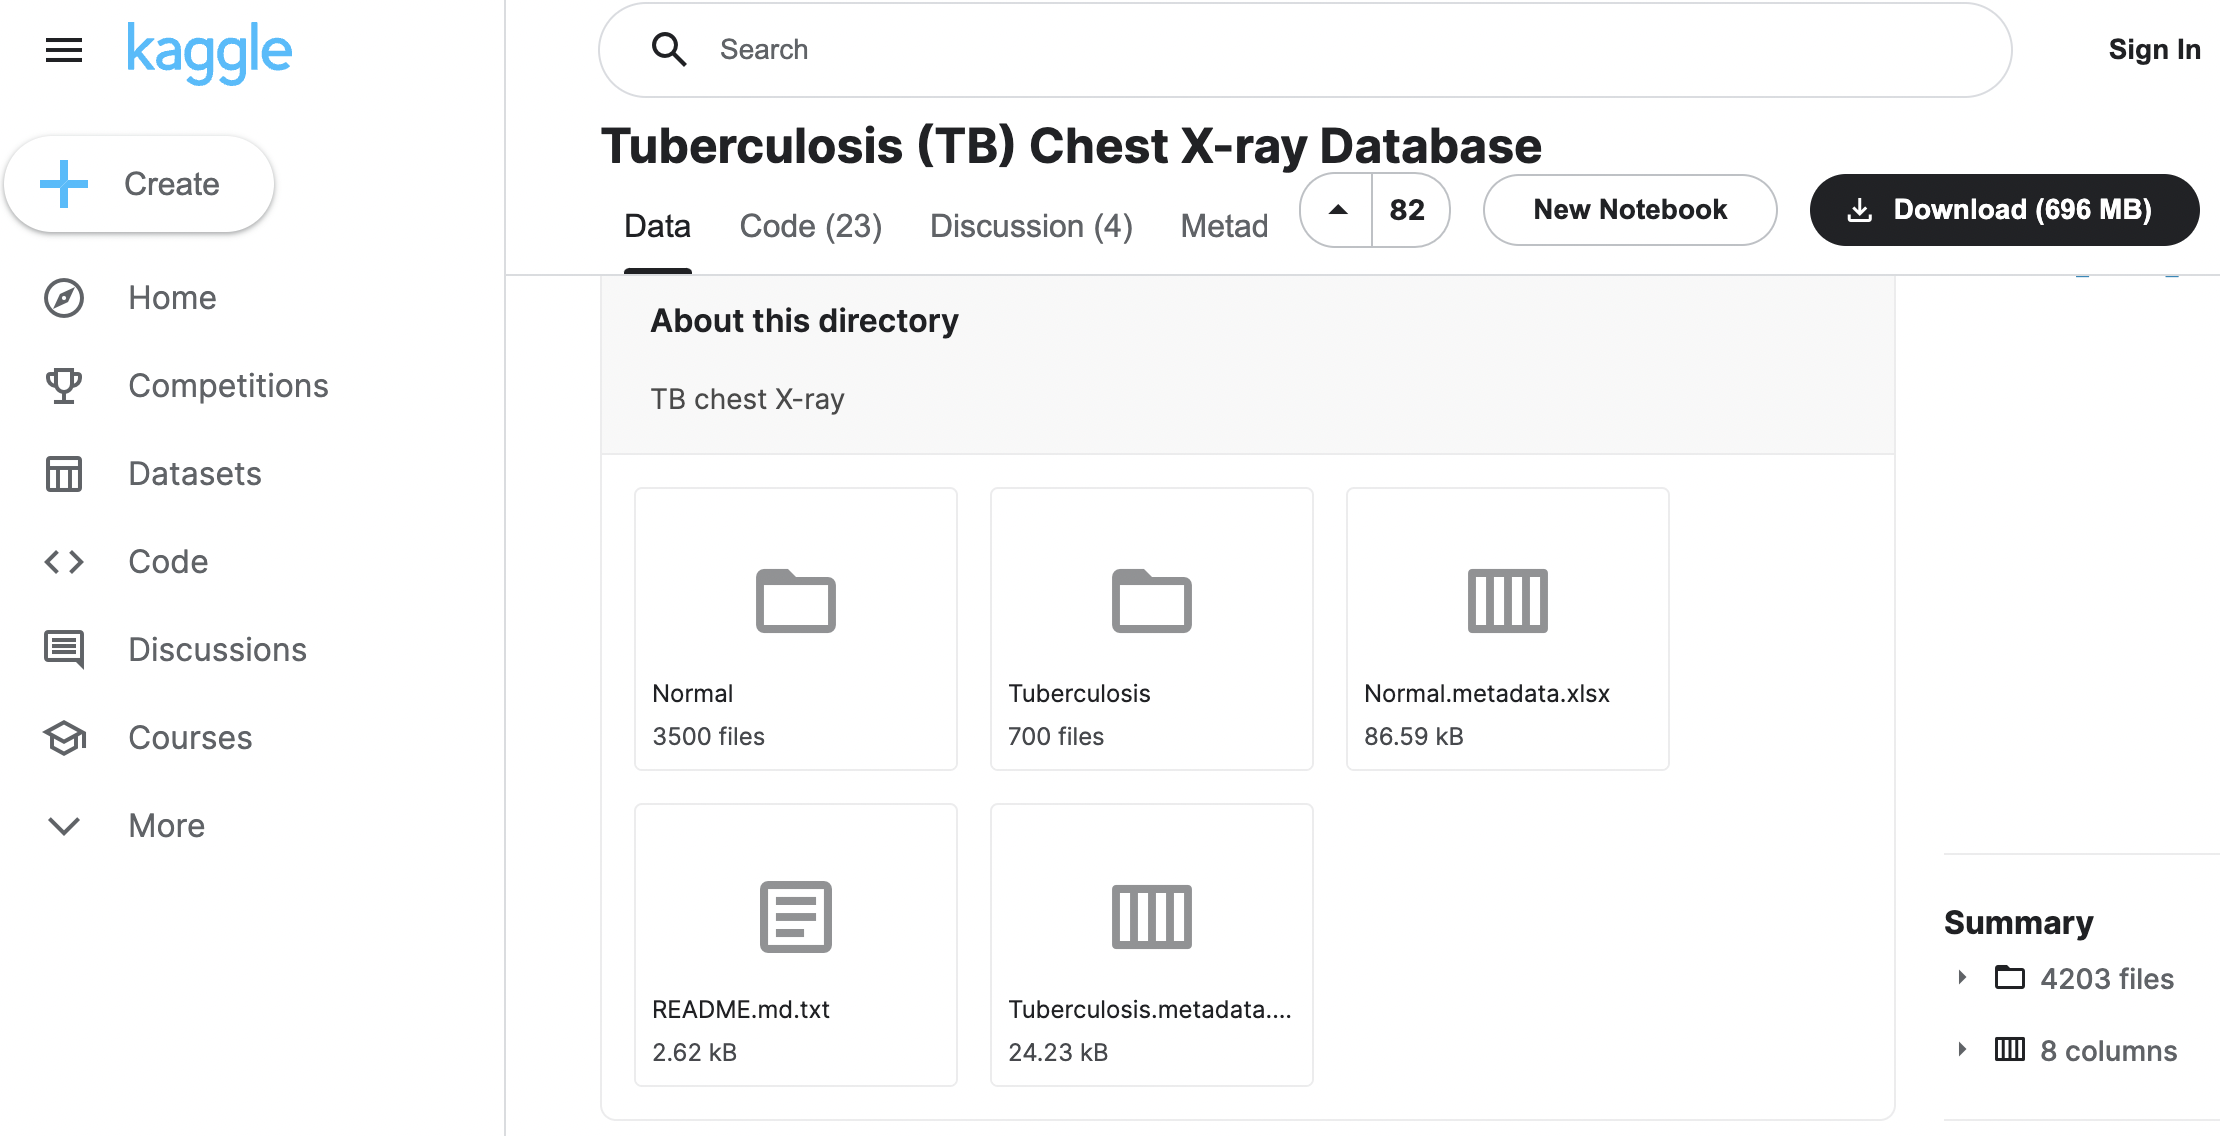 kaggle
Search
Sign In
Create
Home
Competitions
Datasets
Code
Discussions
Courses
More
Tuberculosis (TB) Chest X-ray Database
Data
Code (23)
Discussion (4)
Metad
82
New Notebook
Download (696 MB)
About this directory
TB chest X-ray
Normal
3500 files
Tuberculosis
700 files
Normal.metadata.xlsx
86.59 kB
README.md.txt
2.62 kB
Tuberculosis.metadata....
24.23 kB
Summary
4203 files
8 columns